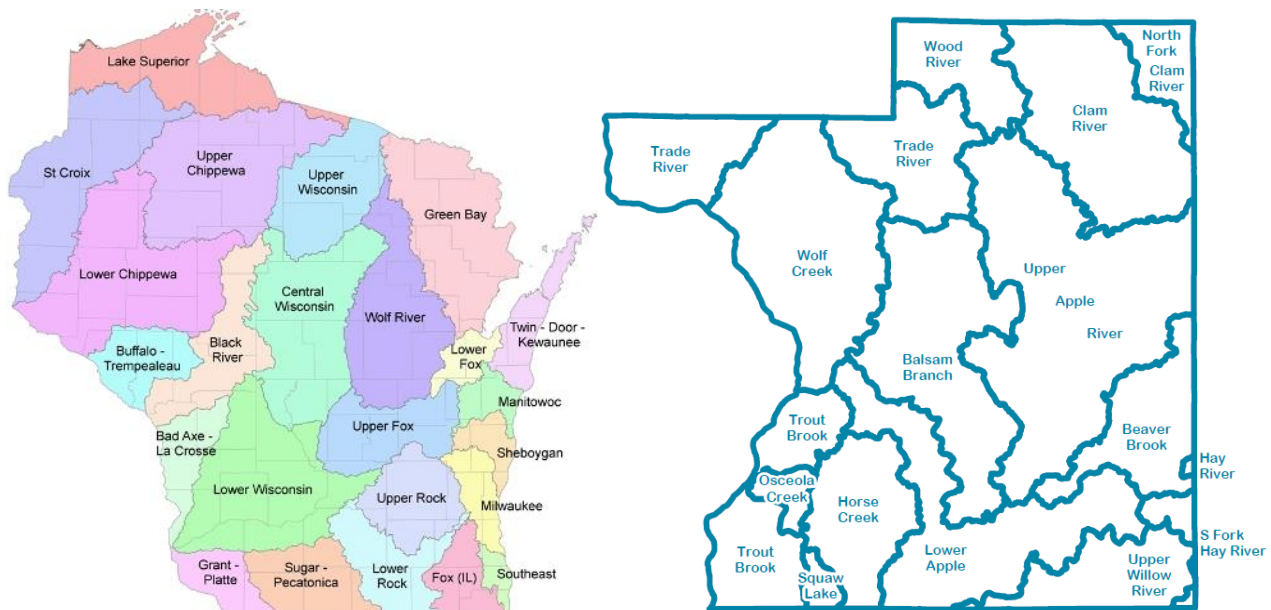 Lake Superior
St Croix
Upper
Chippewa
Upper
Wisconsin
Green Bay
Lower Chippewa
Central
Wisconsin
Wolf River
Twin - Door -
Kewaunee
Buffalo -
Trempealeau
Black
River
Lower
Fox
Manitowoc
Bad Axe -
La Crosse
Upper Fox
Sheboygan
Lower Wisconsin
Upper Rock
Milwaukee
Grant -
Platte
Sugar -
Pecatonica
Lower
Rock
Fox (IL)
Southeast
Wood
River
North
Fork
Clam
River
Clam
River
Trade
River
Trade
River
Wolf
Creek
Upper
Apple
River
Balsam
Branch
Trout
Brook
Beaver
Brook
Hay
River
Osceola
Creek
Horse
Creek
Trout
Brook
Squaw
Lake
Lower
Apple
S Fork
Hay River
Upper
Willow
River